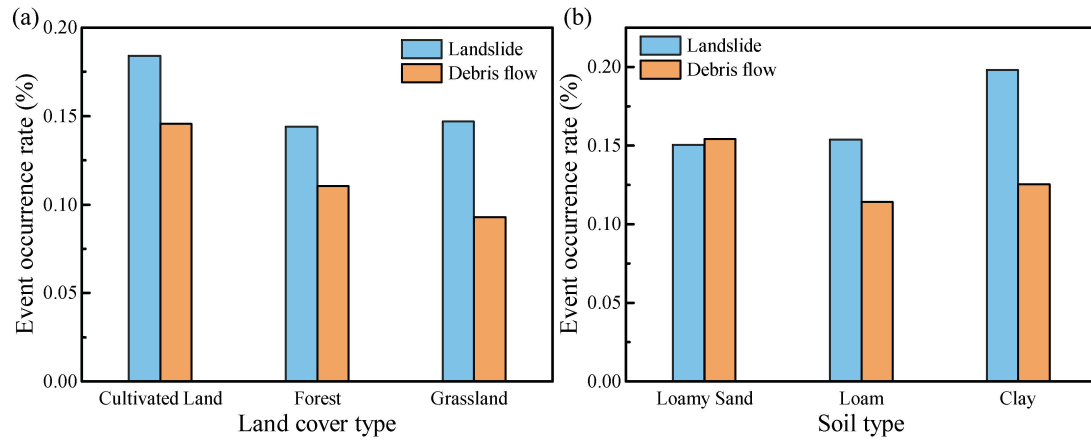 (a)
Event occurrence rate (%)
0.20
0.15
0.10
0.05
0.00
Landslide
Debris flow
Cultivated Land
Forest
Grassland
Land cover type
(b)
Event occurrence rate (%)
0.20
0.15
0.10
0.05
0.00
Landslide
Debris flow
Loamy Sand
Loam
Clay
Soil type